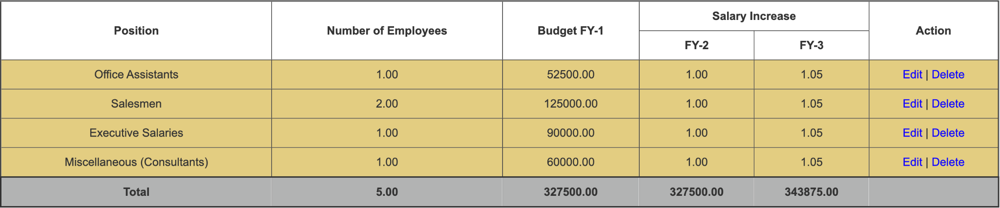 Position Number of Employees Budget FY-1 Salary Increase Action
FY-2 FY-3
Office Assistants 1.00 52500.00 1.00 1.05 Edit | Delete
Salesmen 2.00 125000.00 1.00 1.05 Edit | Delete
Executive Salaries 1.00 90000.00 1.00 1.05 Edit | Delete
Miscellaneous (Consultants) 1.00 60000.00 1.00 1.05 Edit | Delete
Total 5.00 327500.00 327500.00 343875.00